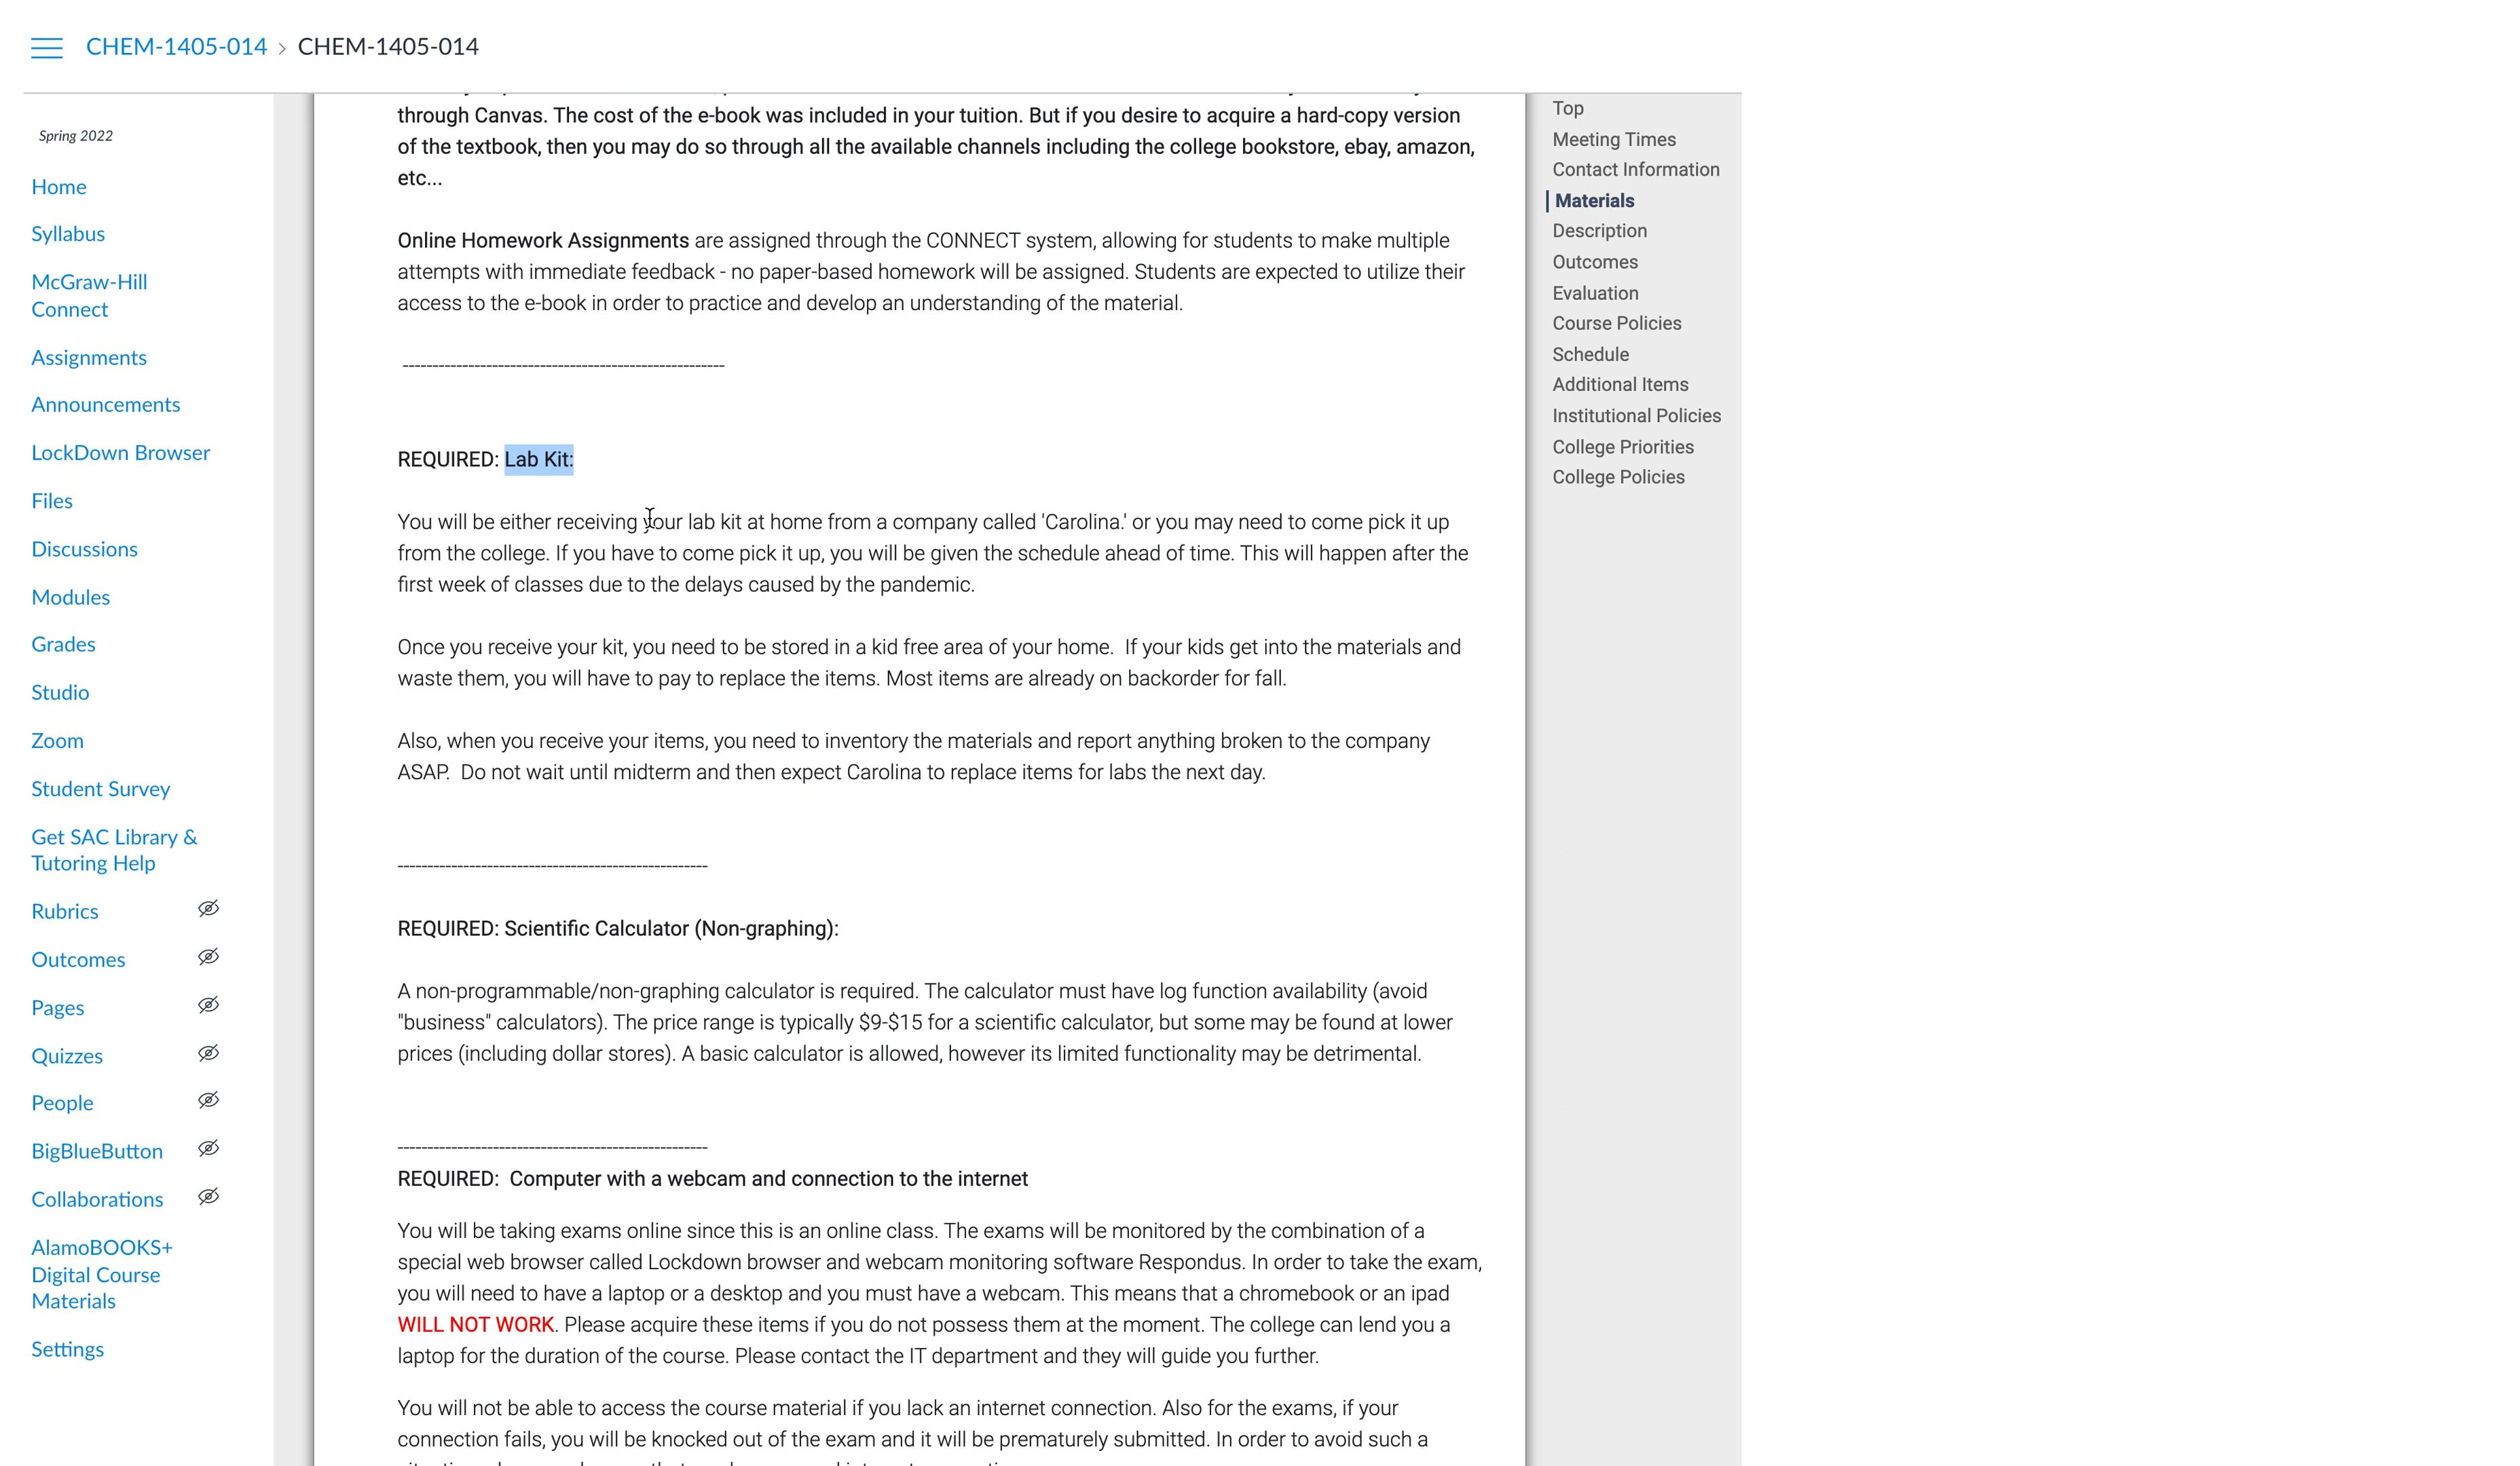 CHEM-1405-014 > CHEM-1405-014
Spring 2022
Home
Syllabus
McGraw-Hill
Connect
Assignments
Announcements
LockDown Browser
Files
Discussions
Modules
Grades
Studio
Zoom
Student Survey
Get SAC Library &
Tutoring Help
Rubrics
Outcomes
Pages
Quizzes
People
BigBlueButton
Collaborations
AlamoBOOKS+
Digital Course
Materials
Settings
through Canvas. The cost of the e-book was included in your tuition. But if you desire to acquire a hard-copy version
of the textbook, then you may do so through all the available channels including the college bookstore, ebay, amazon,
etc...
Online Homework Assignments are assigned through the CONNECT system, allowing for students to make multiple
attempts with immediate feedback - no paper-based homework will be assigned. Students are expected to utilize their
access to the e-book in order to practice and develop an understanding of the material.
------------------------------------------------------
REQUIRED: Lab Kit:
You will be either receiving your lab kit at home from a company called 'Carolina.' or you may need to come pick it up
from the college. If you have to come pick it up, you will be given the schedule ahead of time. This will happen after the
first week of classes due to the delays caused by the pandemic.
Once you receive your kit, you need to be stored in a kid free area of your home.  If your kids get into the materials and
waste them, you will have to pay to replace the items. Most items are already on backorder for fall.
Also, when you receive your items, you need to inventory the materials and report anything broken to the company
ASAP.  Do not wait until midterm and then expect Carolina to replace items for labs the next day.
----------------------------------------------------
REQUIRED: Scientific Calculator (Non-graphing):
A non-programmable/non-graphing calculator is required. The calculator must have log function availability (avoid
"business" calculators). The price range is typically $9-$15 for a scientific calculator, but some may be found at lower
prices (including dollar stores). A basic calculator is allowed, however its limited functionality may be detrimental.
----------------------------------------------------
REQUIRED:  Computer with a webcam and connection to the internet
You will be taking exams online since this is an online class. The exams will be monitored by the combination of a
special web browser called Lockdown browser and webcam monitoring software Respondus. In order to take the exam,
you will need to have a laptop or a desktop and you must have a webcam. This means that a chromebook or an ipad
WILL NOT WORK. Please acquire these items if you do not possess them at the moment. The college can lend you a
laptop for the duration of the course. Please contact the IT department and they will guide you further.
You will not be able to access the course material if you lack an internet connection. Also for the exams, if your
connection fails, you will be knocked out of the exam and it will be prematurely submitted. In order to avoid such a
Top
Meeting Times
Contact Information
Materials
Description
Outcomes
Evaluation
Course Policies
Schedule
Additional Items
Institutional Policies
College Priorities
College Policies